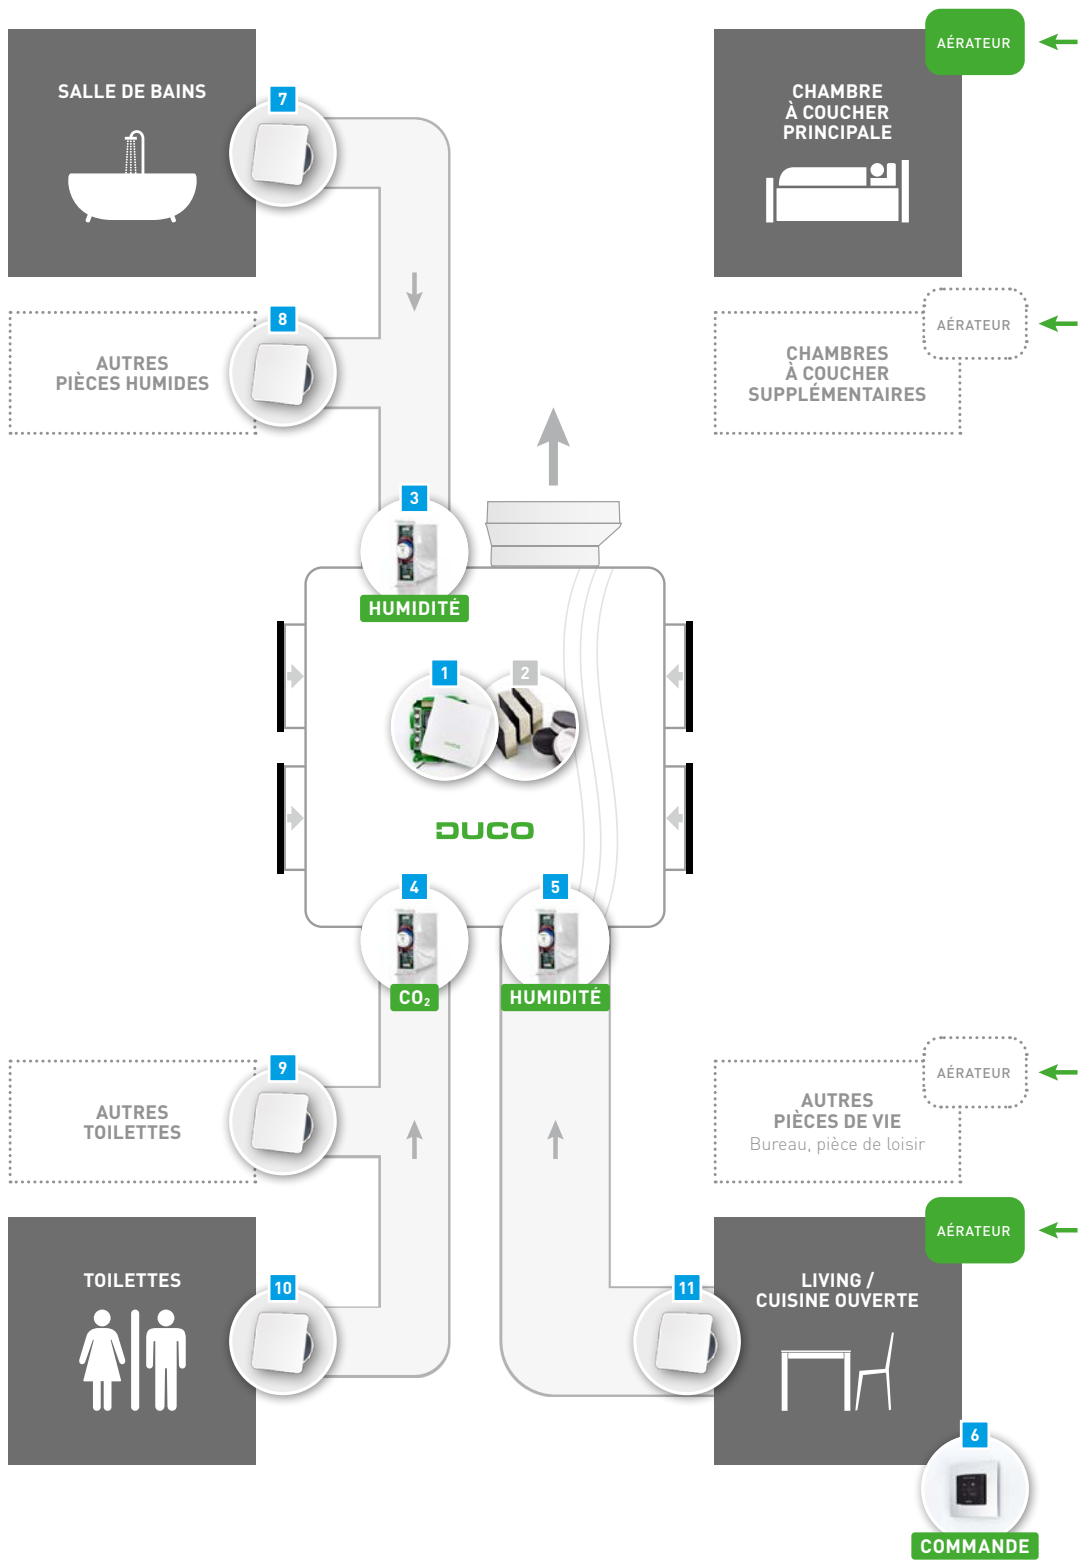 AÉRATEUR
7
SALLE DE BAINS
CHAMBRE
À COUCHER
PRINCIPALE
8
AUTRES
PIÈCES HUMIDES
AÉRATEUR
CHAMBRES
À COUCHER
SUPPLÉMENTAIRES
3
HUMIDITÉ
1
2
DUCO
4
5
CO₂
HUMIDITÉ
9
AUTRES
TOILETTES
AÉRATEUR
AUTRES
PIÈCES DE VIE
Bureau, pièce de loisir
AÉRATEUR
TOILETTES
10
11
LIVING /
CUISINE OUVERTE
6
COMMANDE